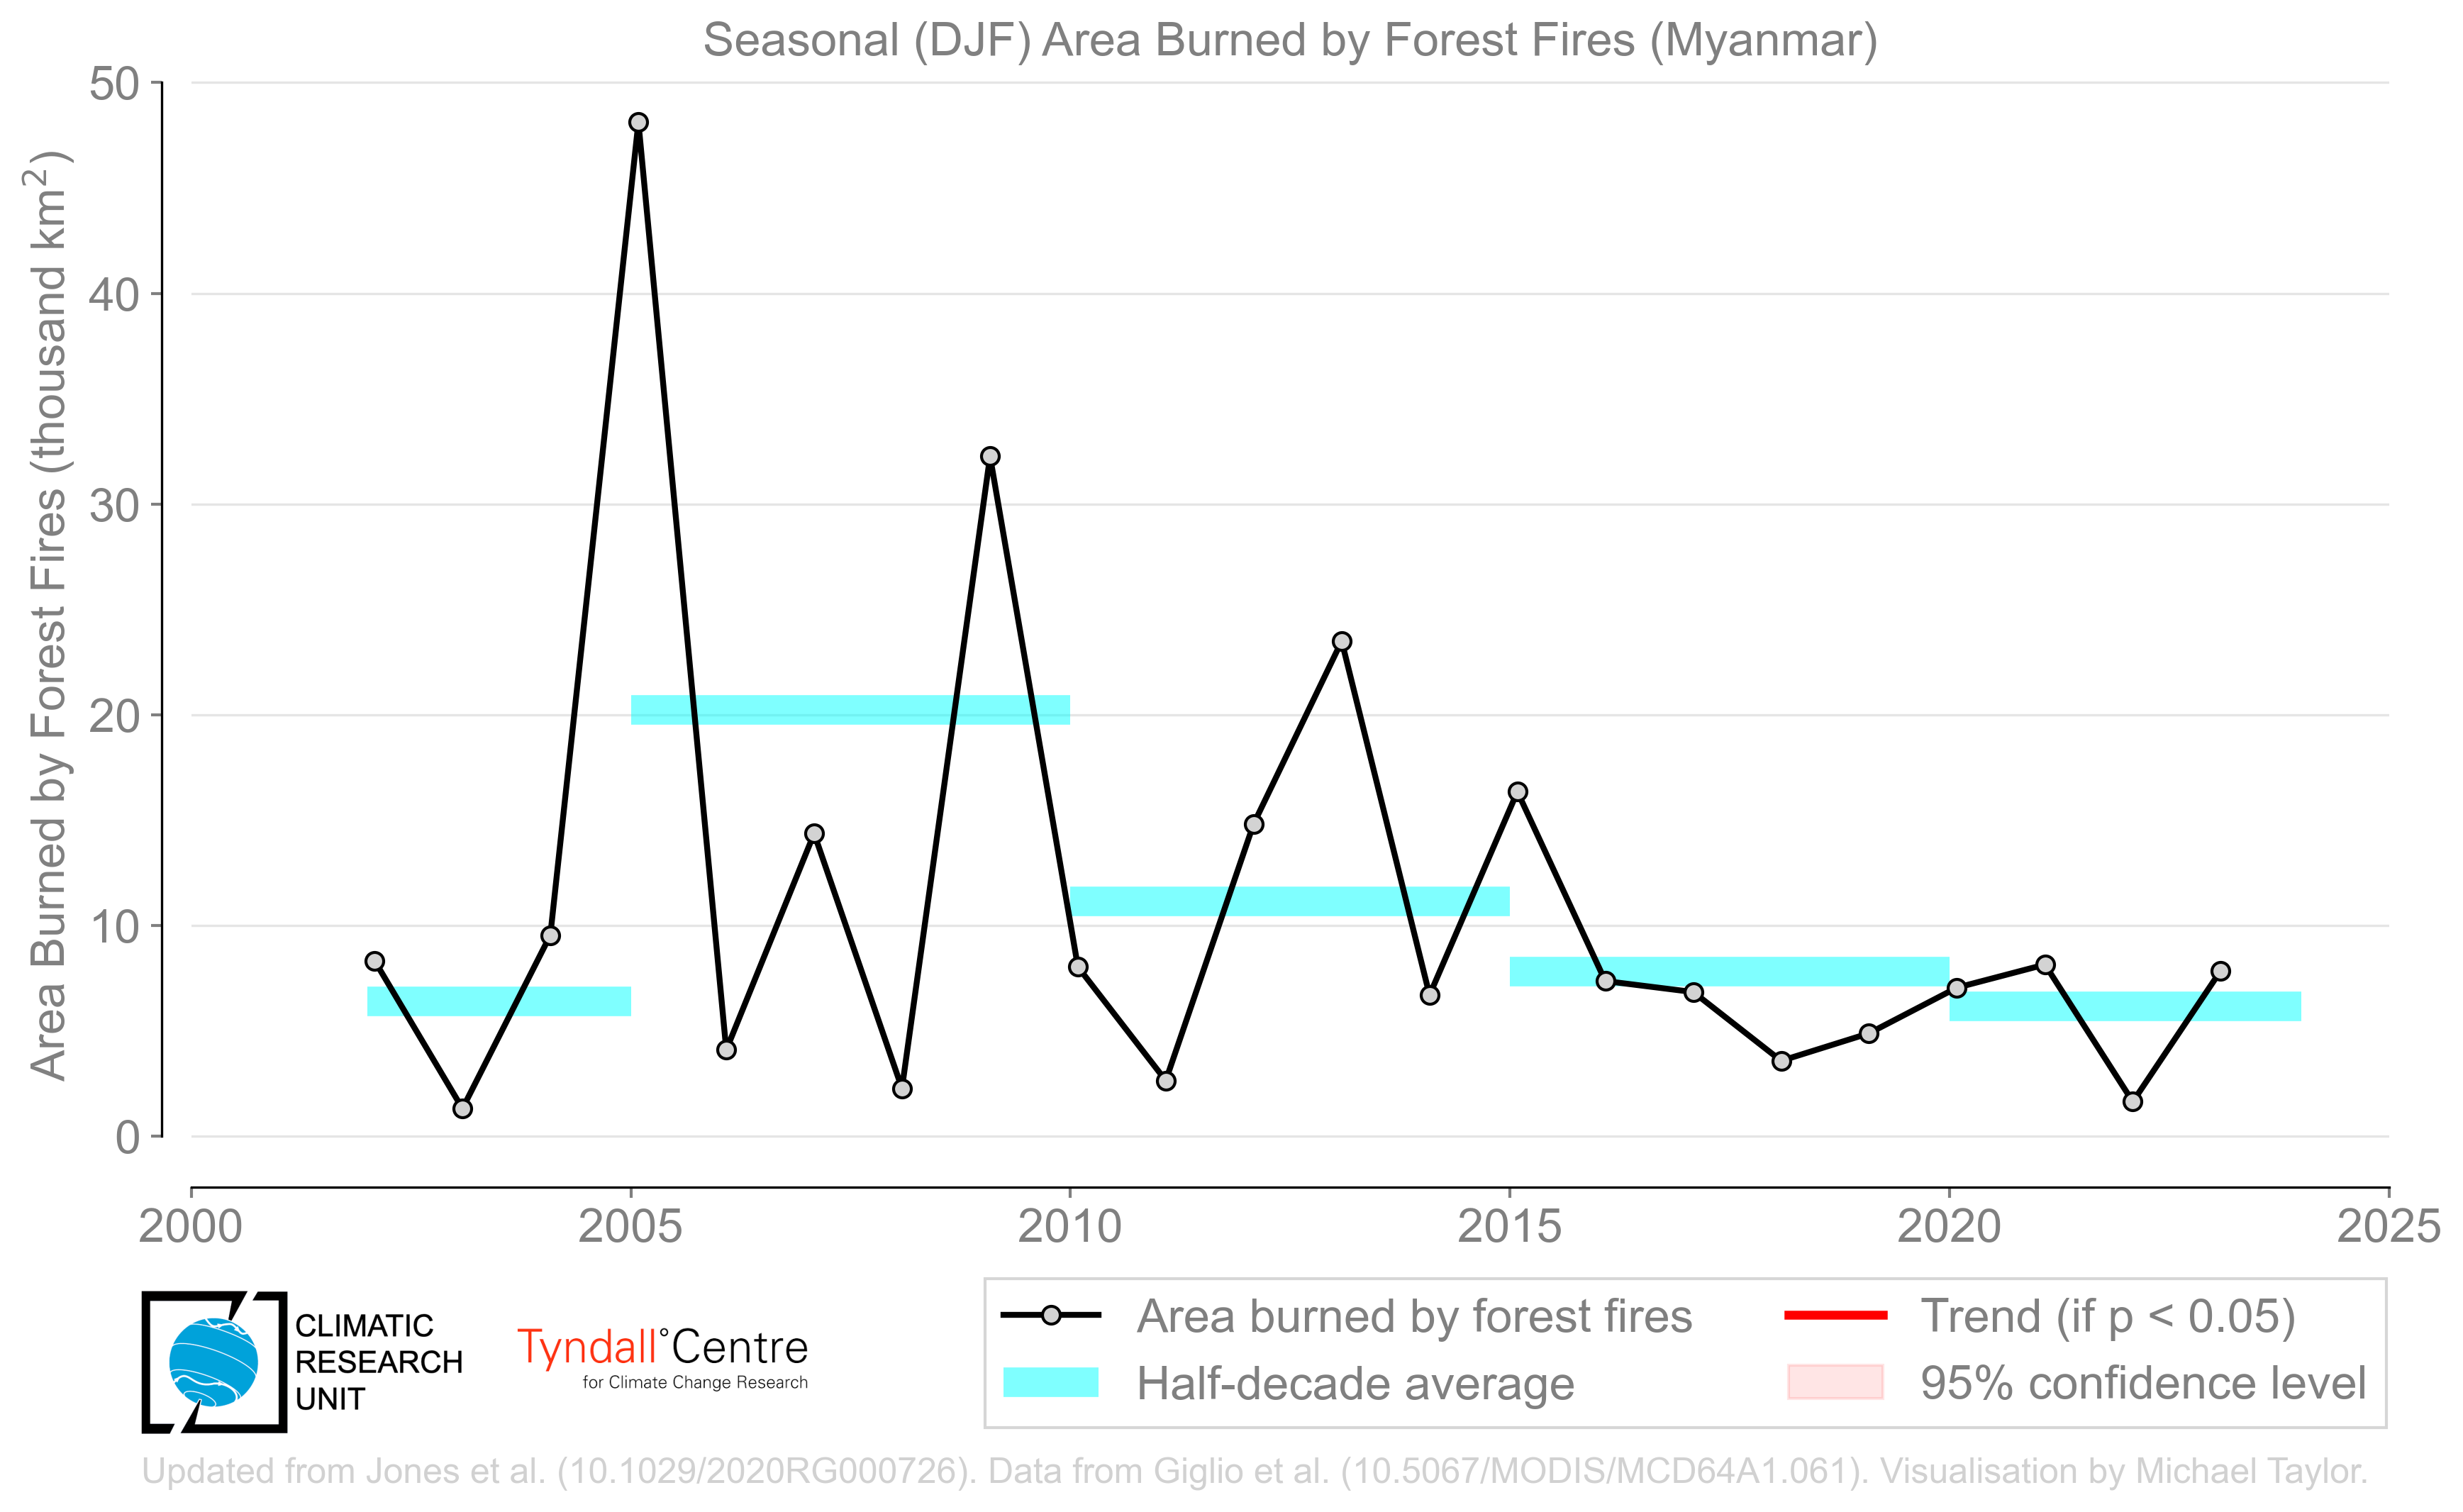 Seasonal (DJF) Area Burned by Forest Fires (Myanmar)
Area Burned by Forest Fires (thousand km²)
50
40
30
20
10
0
2000
2005
2010
2015
2020
2025
CLIMATIC
RESEARCH
UNIT
Tyndall°Centre
for Climate Change Research
Area burned by forest fires
Half-decade average
Trend (if p < 0.05)
95% confidence level
Updated from Jones et al. (10.1029/2020RG000726). Data from Giglio et al. (10.5067/MODIS/MCD64A1.061). Visualisation by Michael Taylor.